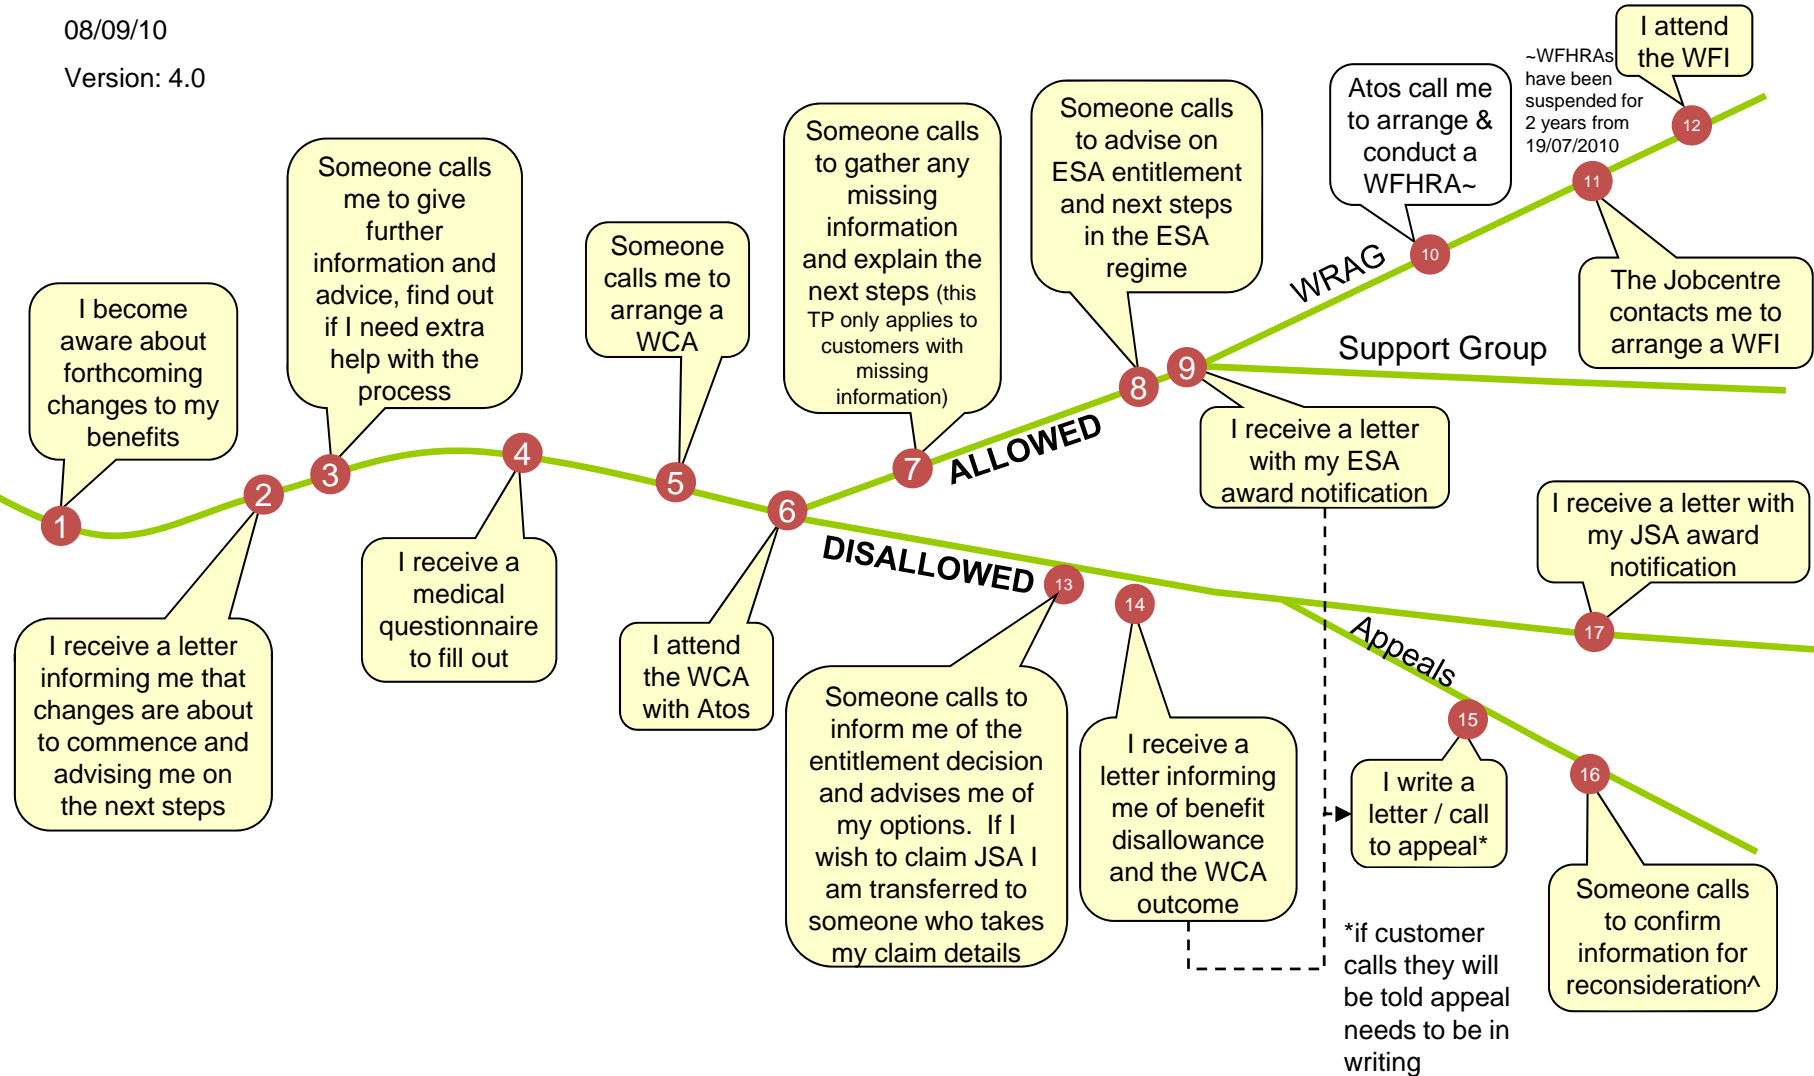 08/09/10
Version: 4.0
1
I become
aware about
forthcoming
changes to my
benefits
2
I receive a letter
informing me that
changes are about
to commence and
advising me on
the next steps
3
Someone calls
me to give
further
information and
advice, find out
if I need extra
help with the
process
4
I receive a
medical
questionnaire
to fill out
5
Someone
calls me to
arrange a
WCA
6
I attend
the WCA
with Atos
ALLOWED
7
Someone calls
to gather any
missing
information
and explain the
next steps (this
TP only applies to
customers with
missing
information)
8
Someone calls
to advise on
ESA entitlement
and next steps
in the ESA
regime
9
I receive a letter
with my ESA
award notification
WRAG
10
Atos call me
to arrange &
conduct a
WFHRA~
~WFHRAs
have been
suspended for
2 years from
19/07/2010
11
The Jobcentre
contacts me to
arrange a WFI
12
I attend
the WFI
Support Group
DISALLOWED
13
Someone calls to
inform me of the
entitlement decision
and advises me of
my options.  If I
wish to claim JSA I
am transferred to
someone who takes
my claim details
14
I receive a
letter informing
me of benefit
disallowance
and the WCA
outcome
Appeals
15
I write a
letter / call
to appeal*
*if customer
calls they will
be told appeal
needs to be in
writing
16
Someone calls
to confirm
information for
reconsideration^
17
I receive a letter with
my JSA award
notification